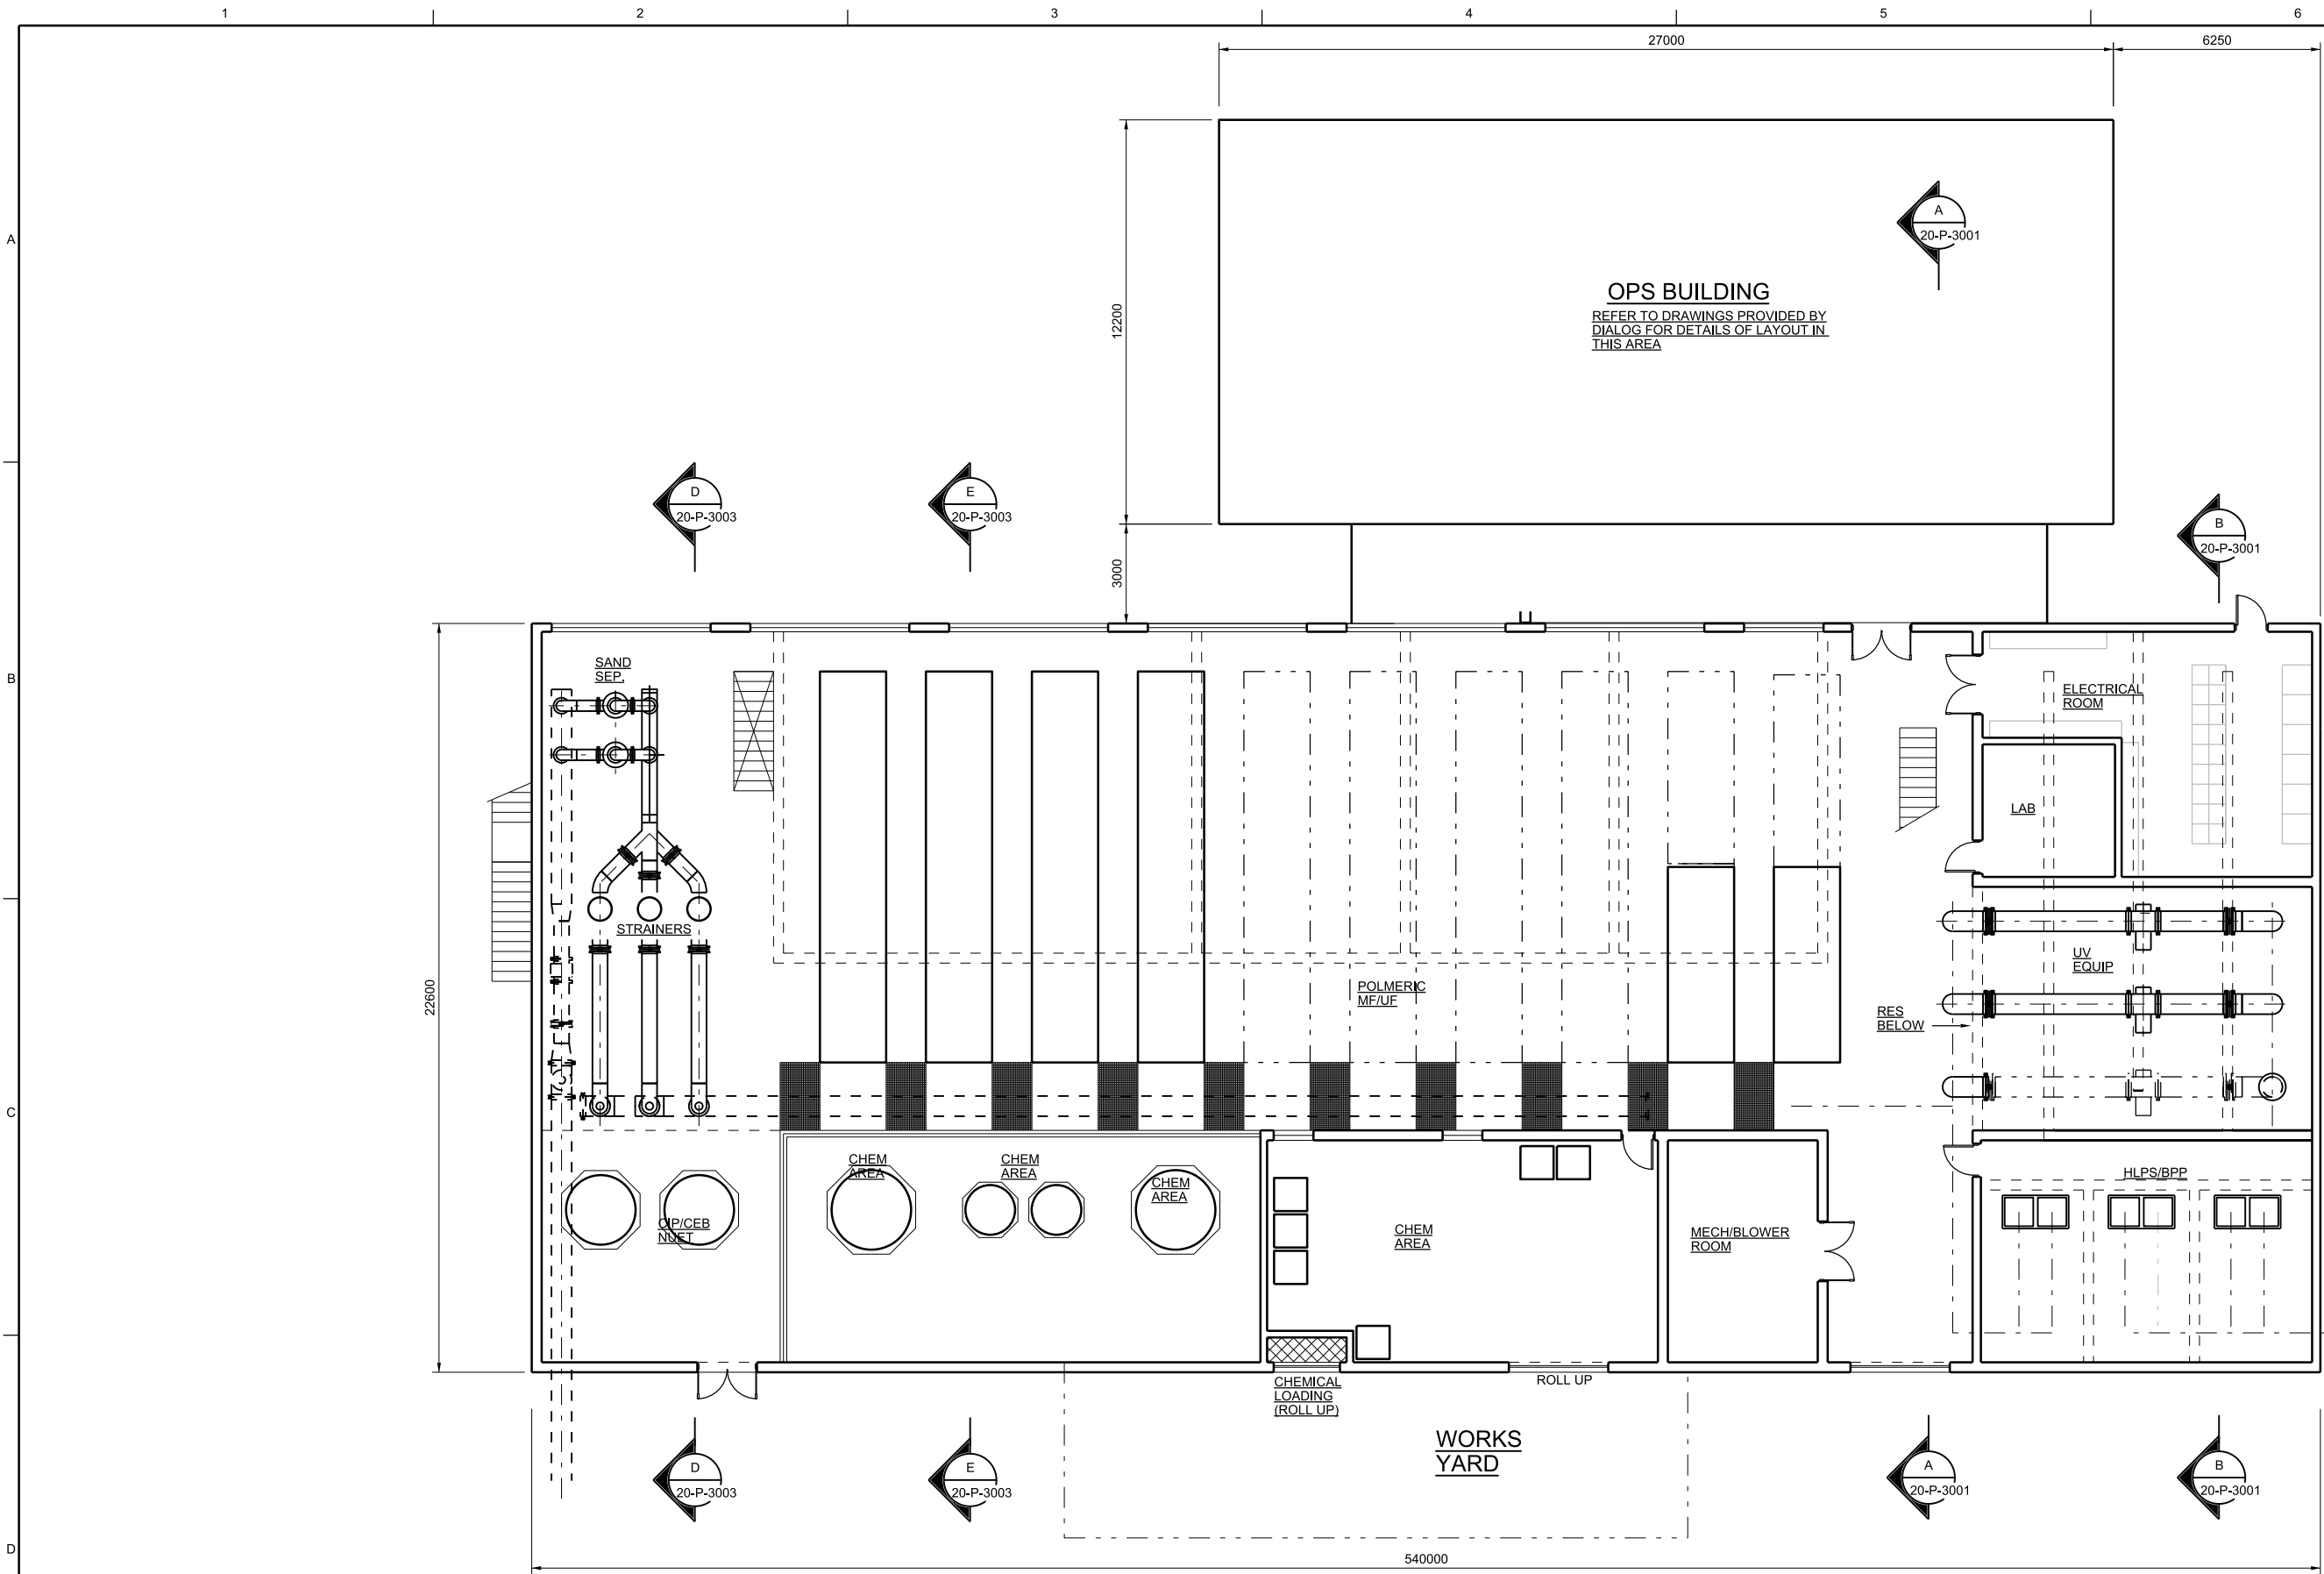 1 2 3 4 5 6
27000 6250
A
A
20-P-3001
OPS BUILDING
REFER TO DRAWINGS PROVIDED BY
DIALOG FOR DETAILS OF LAYOUT IN
THIS AREA
12200
D
20-P-3003
E
20-P-3003
B
20-P-3001
3000
B
SAND
SEP.
ELECTRICAL
ROOM
LAB
STRAINERS
UV
EQUIP
POLMERIC
MF/UF
RES
BELOW
22600
C
CHEM
AREA
CHEM
AREA
CHEM
AREA
HLPS/BPP
CIP/CEB
NUET
CHEM
AREA
MECH/BLOWER
ROOM
CHEMICAL
LOADING
(ROLL UP)
ROLL UP
WORKS
YARD
D
20-P-3003
E
20-P-3003
A
20-P-3001
B
20-P-3001
D
540000